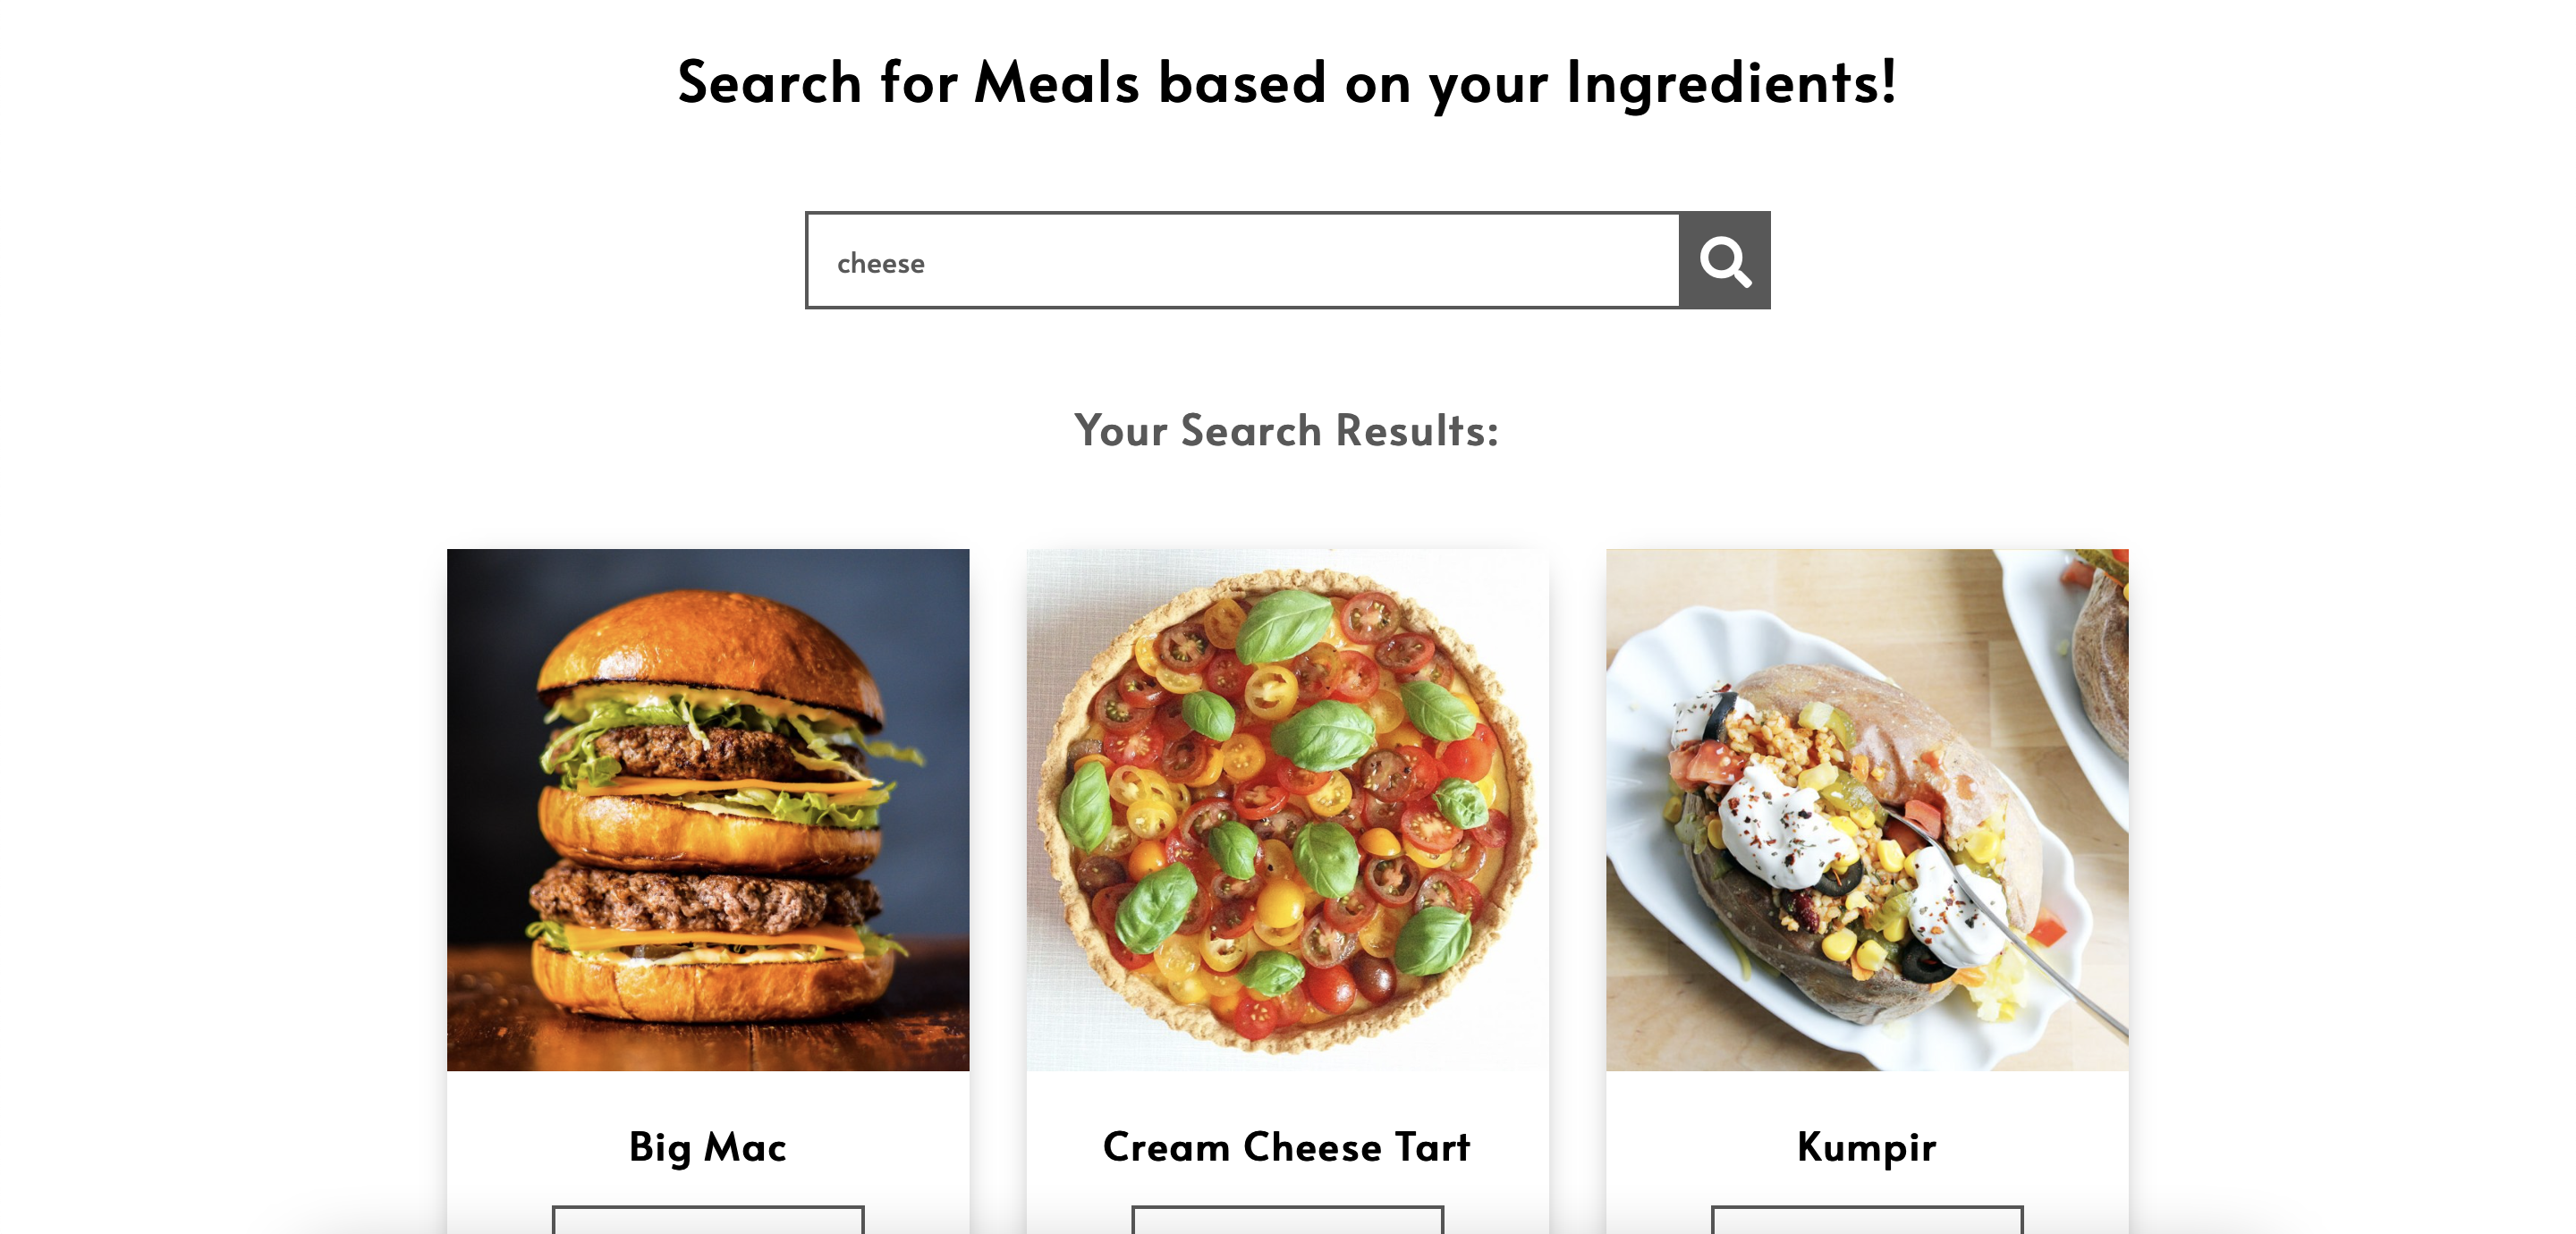 Search for Meals based on your Ingredients!
cheese
Your Search Results:
Big Mac
Cream Cheese Tart
Kumpir